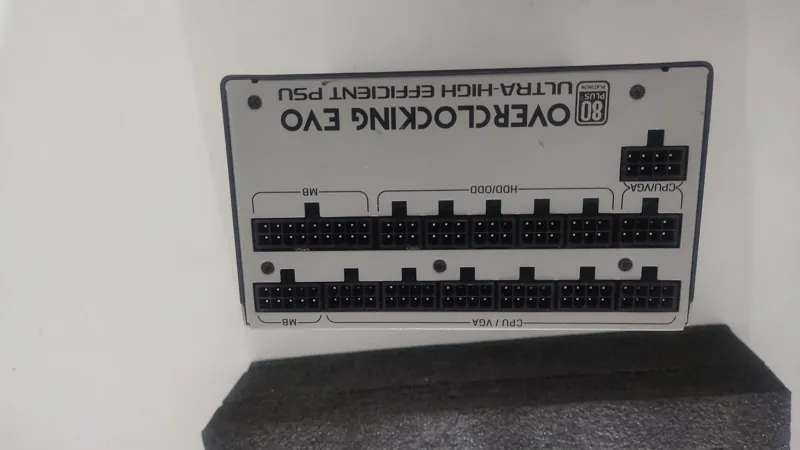 CPU / VGA
MB
CPU/VGA
HDD/ODD
MB
80
PLUS
PLATINUM
OVERCLOCKING EVO
ULTRA-HIGH EFFICIENT PSU